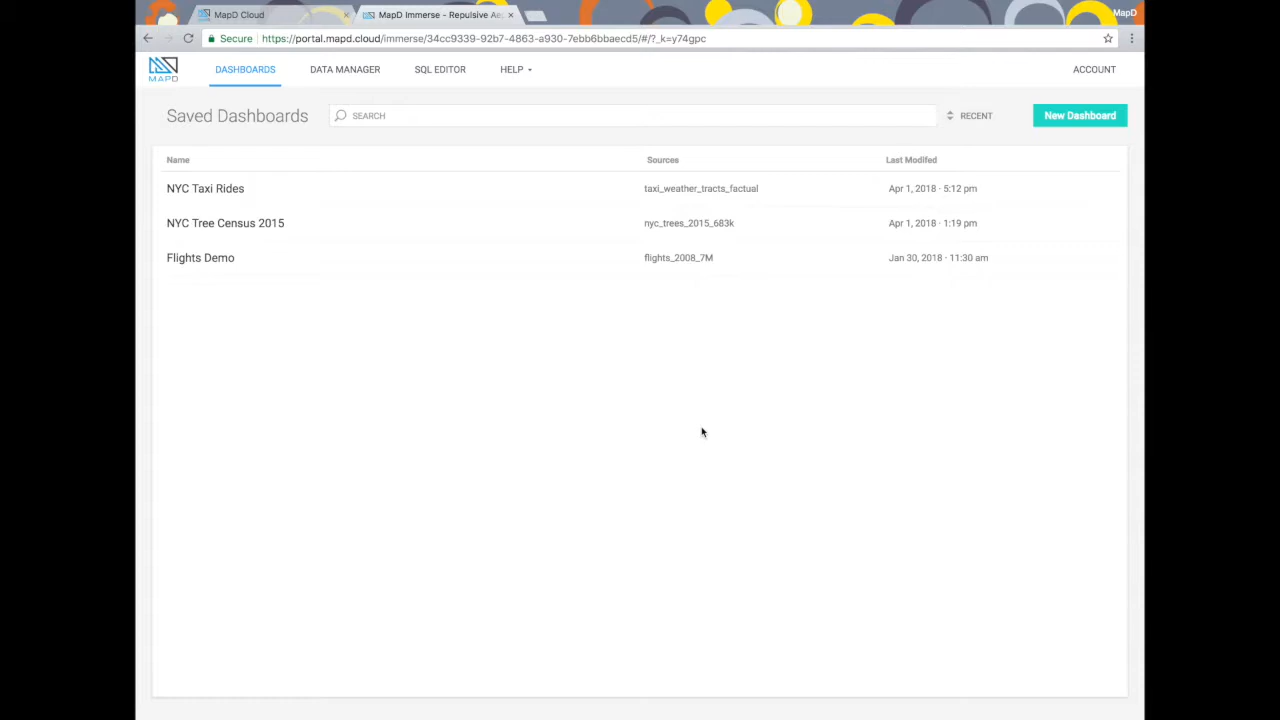 MapD Cloud
MapD Immerse - Repulsive Ae
MapD
Secure https://portal.mapd.cloud/immerse/34cc9339-92b7-4863-a930-7ebb6bbaecd5/#/?_k=y74gpc
MAPD
DASHBOARDS DATA MANAGER SQL EDITOR HELP ACCOUNT
Saved Dashboards SEARCH RECENT New Dashboard
Name Sources Last Modifed
NYC Taxi Rides taxi_weather_tracts_factual Apr 1, 2018 · 5:12 pm
NYC Tree Census 2015 nyc_trees_2015_683k Apr 1, 2018 · 1:19 pm
Flights Demo flights_2008_7M Jan 30, 2018 · 11:30 am